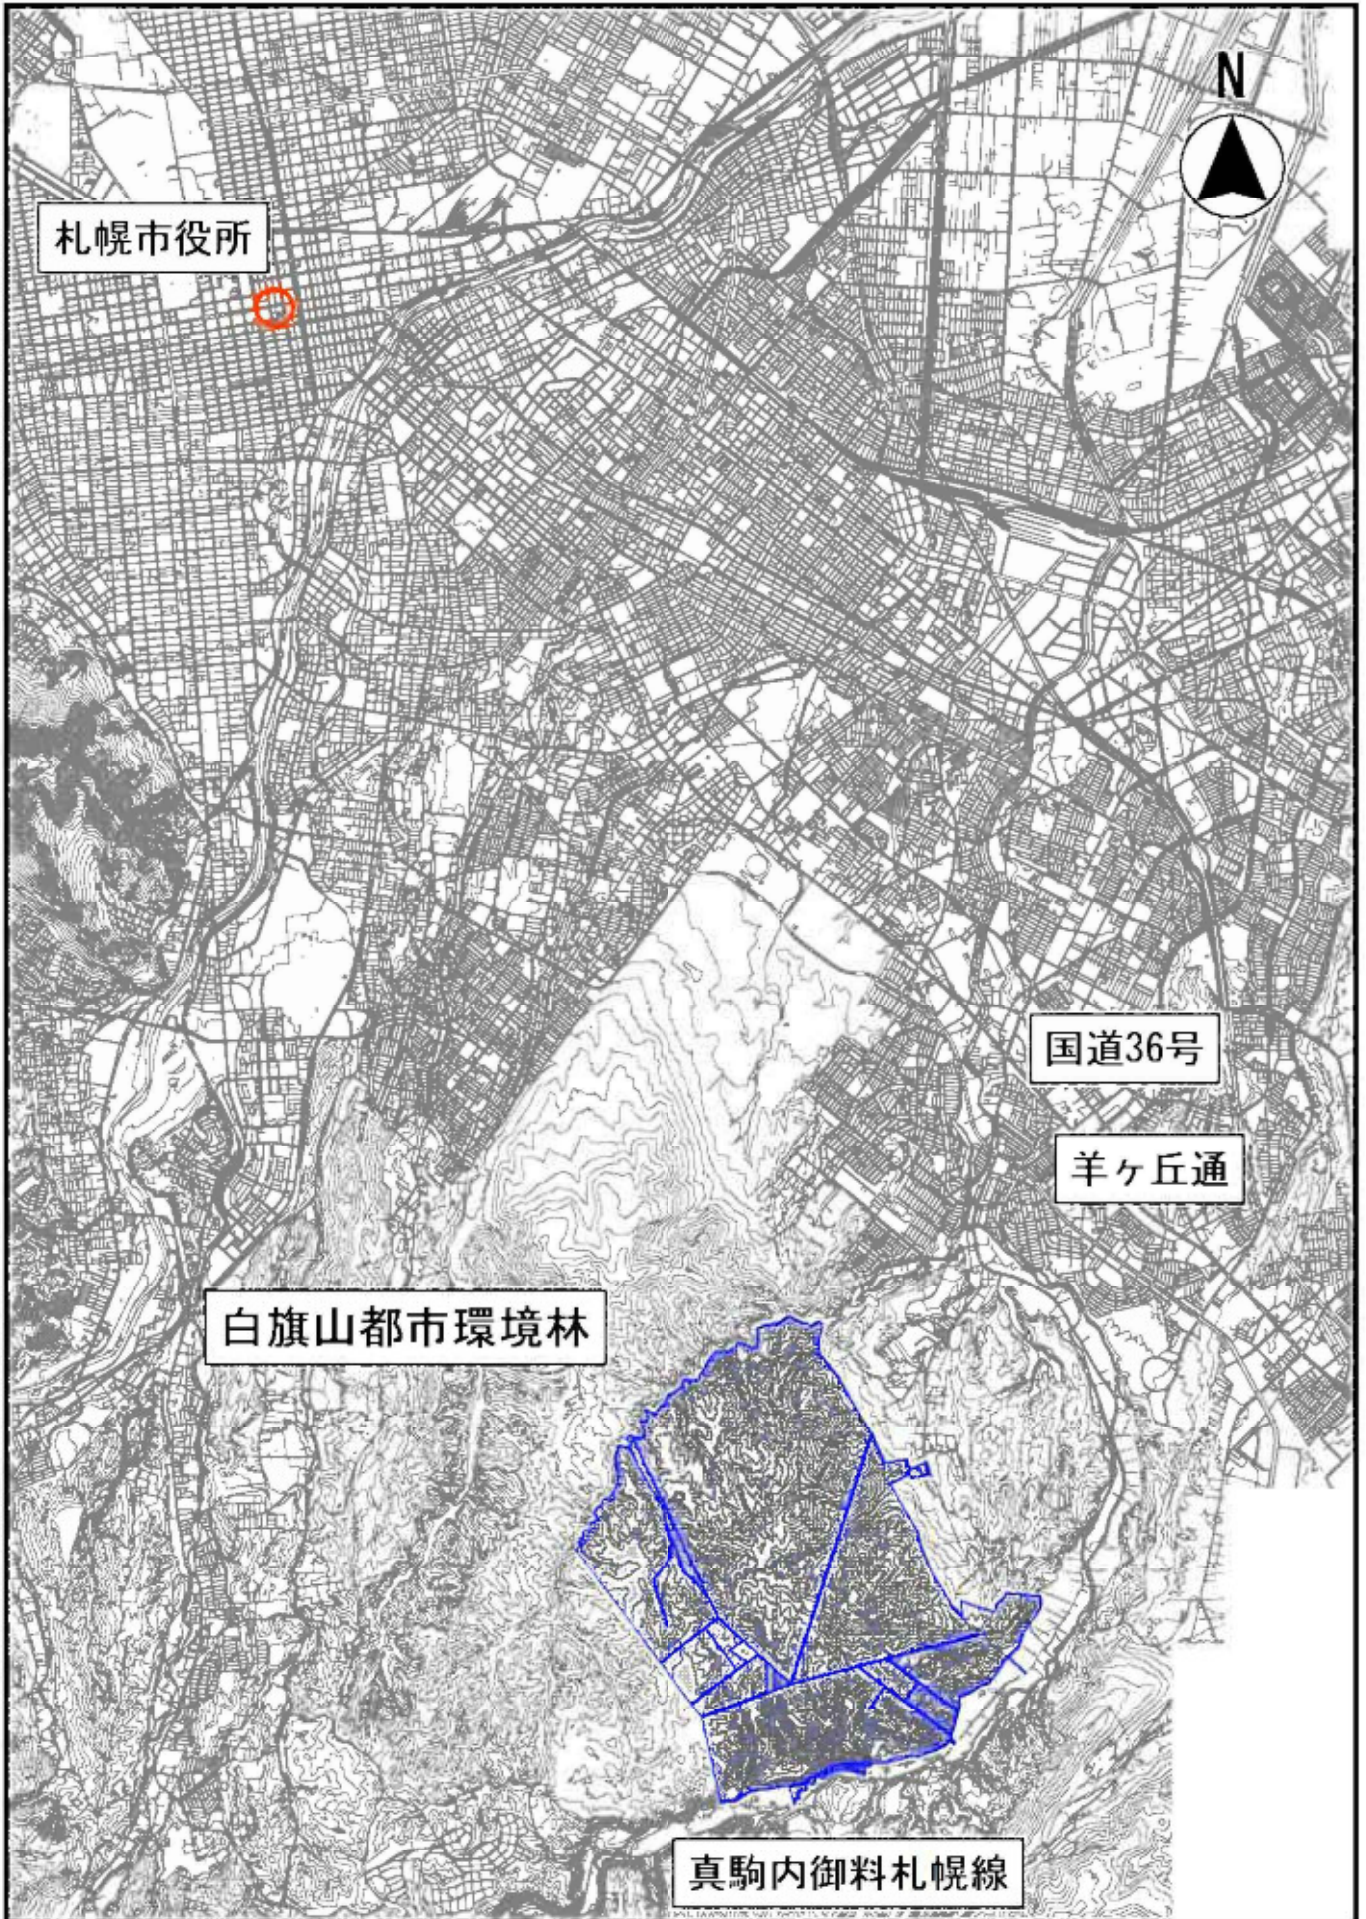 N
札幌市役所
国道36号
羊ヶ丘通
白旗山都市環境林
真駒内御料札幌線